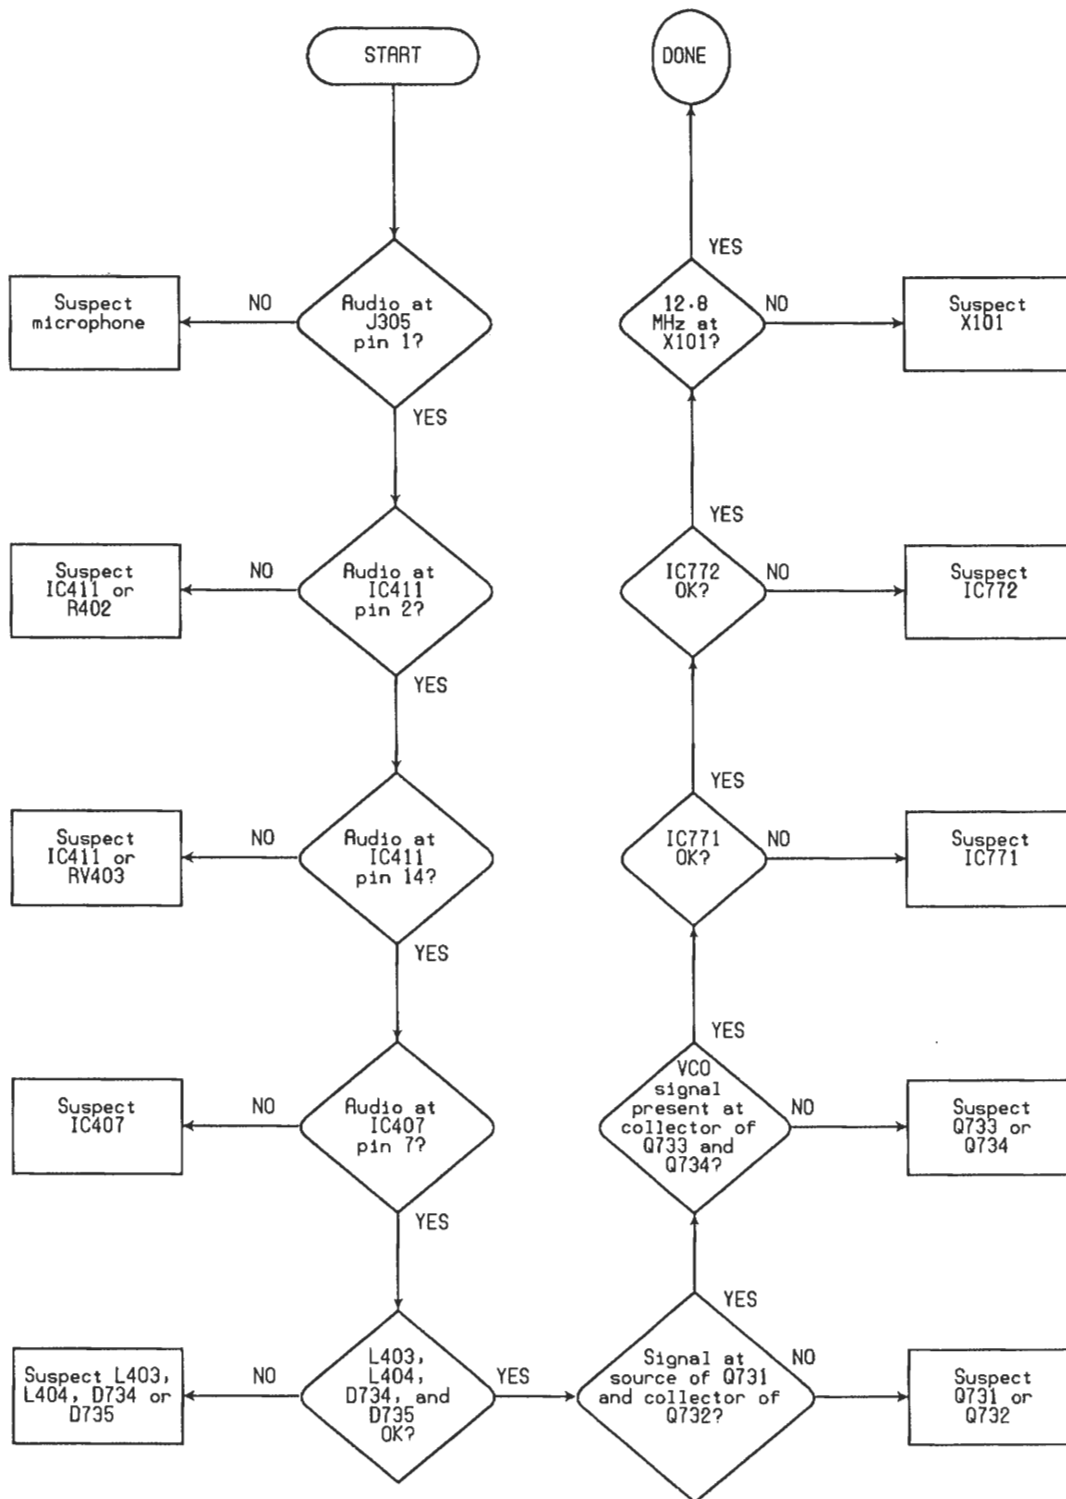 START
Audio at
J305
pin 1?
NO
Suspect
microphone
YES
Audio at
IC411
pin 2?
NO
Suspect
IC411 or
R402
YES
Audio at
IC411
pin 14?
NO
Suspect
IC411 or
RV403
YES
Audio at
IC407
pin 7?
NO
Suspect
IC407
YES
L403,
L404,
D734, and
D735
OK?
NO
Suspect L403,
L404, D734 or
D735
YES
Signal at
source of Q731
and collector of
Q732?
NO
Suspect
Q731 or
Q732
YES
VCO
signal
present at
collector of
Q733 and
Q734?
NO
Suspect
Q733 or
Q734
YES
IC771
OK?
NO
Suspect
IC771
YES
IC772
OK?
NO
Suspect
IC772
YES
12.8
MHz at
X101?
NO
Suspect
X101
YES
DONE